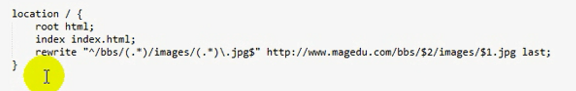 location / {
root html;
index index.html;
rewrite "^/bbs/(.*)/images/(.*)\.jpg$" http://www.magedu.com/bbs/$2/images/$1.jpg last;
}